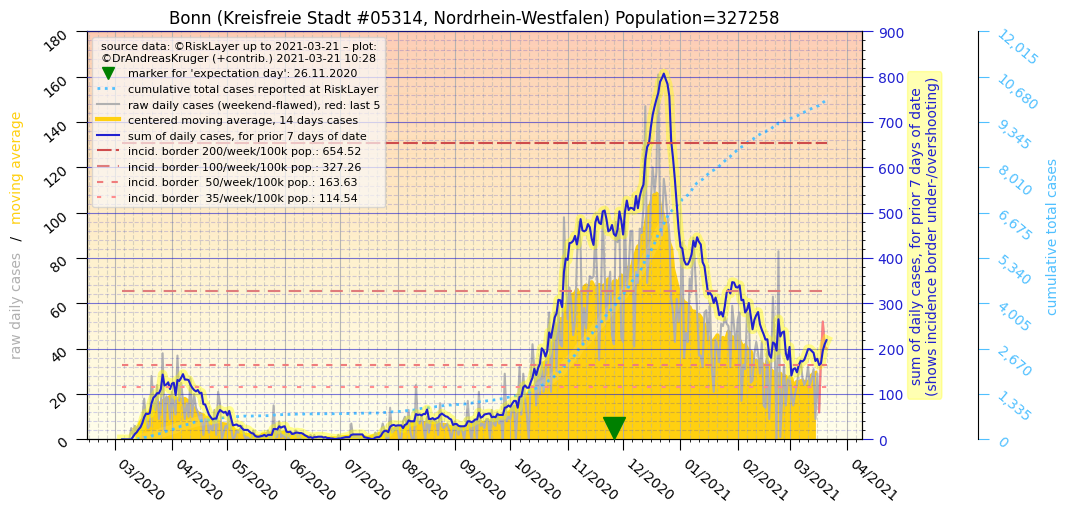 Bonn (Kreisfreie Stadt #05314, Nordrhein-Westfalen) Population=327258
source data: ©RiskLayer up to 2021-03-21 – plot:
©DrAndreasKruger (+contrib.) 2021-03-21 10:28
marker for 'expectation day': 26.11.2020
cumulative total cases reported at RiskLayer
raw daily cases (weekend-flawed), red: last 5
centered moving average, 14 days cases
sum of daily cases, for prior 7 days of date
incid. border 200/week/100k pop.: 654.52
incid. border 100/week/100k pop.: 327.26
incid. border  50/week/100k pop.: 163.63
incid. border  35/week/100k pop.: 114.54
raw daily cases / moving average
180
160
140
120
100
80
60
40
20
0
03/2020
04/2020
05/2020
06/2020
07/2020
08/2020
09/2020
10/2020
11/2020
12/2020
01/2021
02/2021
03/2021
04/2021
900
800
700
600
500
400
300
200
100
0
sum of daily cases, for prior 7 days of date
(shows incidence border under-/overshooting)
12,015
10,680
9,345
8,010
6,675
5,340
4,005
2,670
1,335
0
cumulative total cases